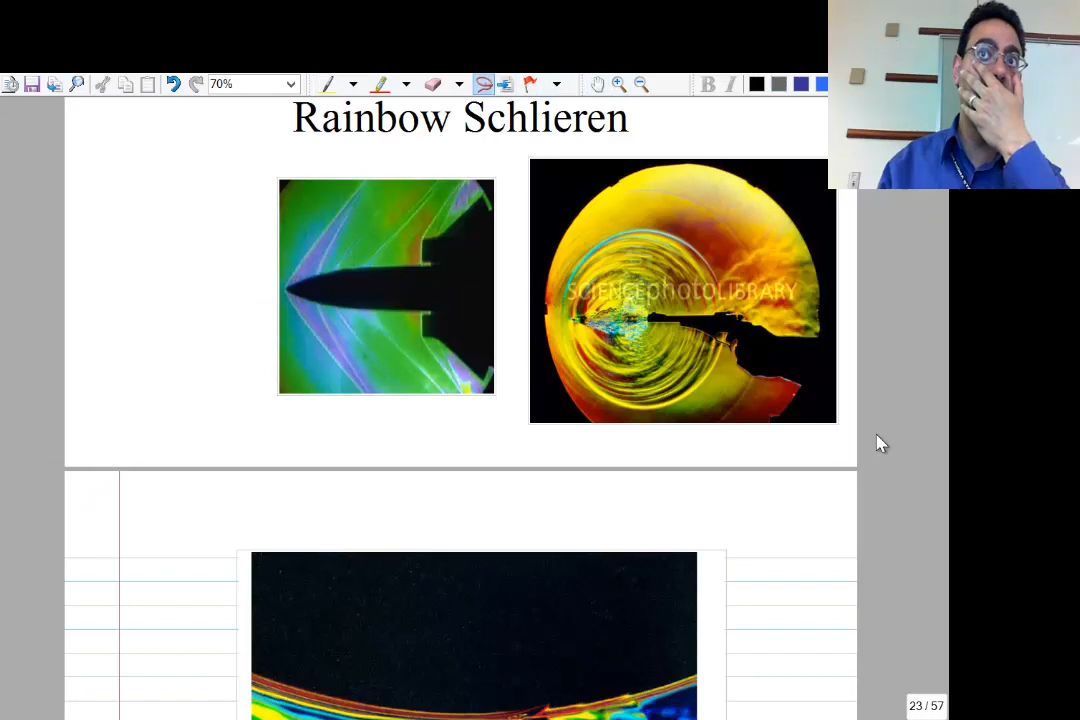 70%
B I
Rainbow Schlieren
SCIENCEphotoLIBRARY
23 / 57